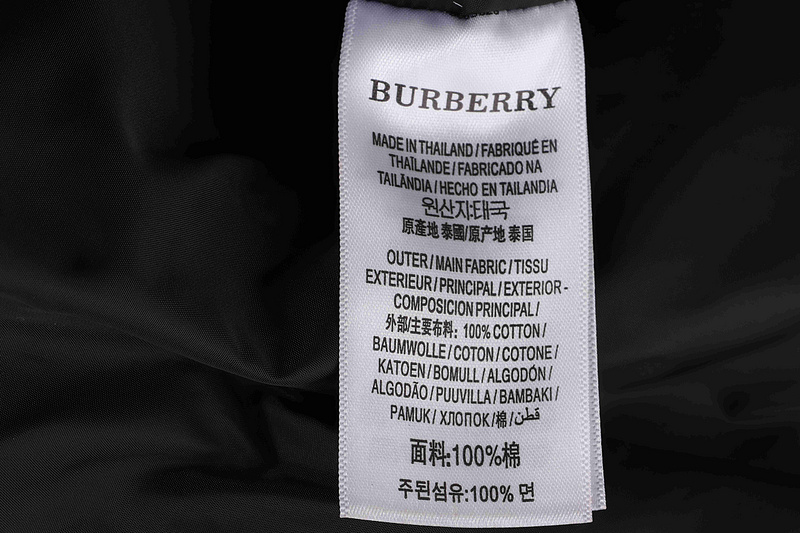 BURBERRY
MADE IN THAILAND / FABRIQUÉ EN
THAÏLANDE / FABRICADO NA
TAILÂNDIA / HECHO EN TAILANDIA
원산지:태국
原產地 泰國/原产地 泰国
OUTER / MAIN FABRIC / TISSU
EXTERIEUR / PRINCIPAL / EXTERIOR-
COMPOSICION PRINCIPAL /
外部/主要布料: 100% COTTON /
BAUMWOLLE / COTON / COTONE /
KATOEN / BOMULL / ALGODÓN /
ALGODÃO / PUUVILLA / BAMBAKI /
PAMUK / ХЛОПОК /棉 / قطن
面料:100%棉
주된섬유:100% 면